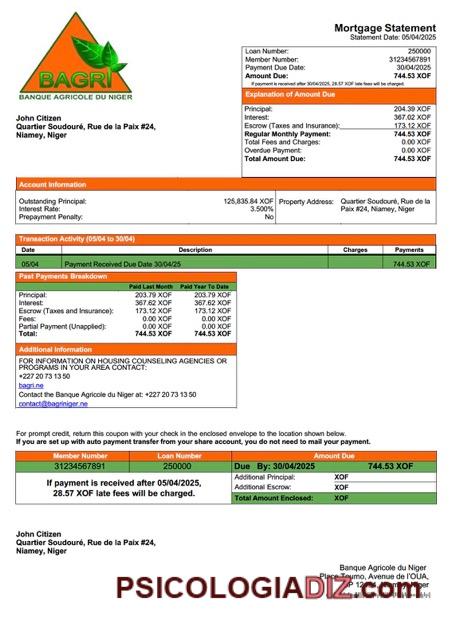 BAGRI
BANQUE AGRICOLE DU NIGER
Mortgage Statement
Statement Date: 05/04/2025
Loan Number: 250000
Member Number: 31234567891
Payment Due Date: 30/04/2025
Amount Due: 744.53 XOF
If payment is received after 30/04/2025, 28.57 XOF late fees will be charged.
John Citizen
Quartier Soudouré, Rue de la Paix #24,
Niamey, Niger
Explanation of Amount Due
Principal: 204.39 XOF
Interest: 367.02 XOF
Escrow (Taxes and Insurance): 173.12 XOF
Regular Monthly Payment: 744.53 XOF
Total Fees and Charges: 0.00 XOF
Overdue Payment: 0.00 XOF
Total Amount Due: 744.53 XOF
Account Information
Outstanding Principal: 125,835.84 XOF
Interest Rate: 3.500%
Prepayment Penalty: No
Property Address: Quartier Soudouré, Rue de la
Paix #24, Niamey, Niger
Transaction Activity (05/04 to 30/04)
Date Description Charges Payments
05/04 Payment Received Due Date 30/04/25 744.53 XOF
Past Payments Breakdown
Paid Last Month Paid Year To Date
Principal: 203.79 XOF 203.79 XOF
Interest: 367.62 XOF 367.62 XOF
Escrow (Taxes and Insurance): 173.12 XOF 173.12 XOF
Fees: 0.00 XOF 0.00 XOF
Partial Payment (Unapplied): 0.00 XOF 0.00 XOF
Total: 744.53 XOF 744.53 XOF
Additional Information
FOR INFORMATION ON HOUSING COUNSELING AGENCIES OR
PROGRAMS IN YOUR AREA CONTACT:
+227 20 73 13 50
bagri.ne
Contact the Banque Agricole du Niger at: +227 20 73 13 50
contact@bagriniger.ne
For prompt credit, return this coupon with your check in the enclosed envelope to the location shown below.
If you are set up with auto payment transfer from your share account, you do not need to mail your payment.
Member Number Loan Number Amount Due
31234567891 250000 Due By: 30/04/2025 744.53 XOF
If payment is received after 05/04/2025,
28.57 XOF late fees will be charged.
Additional Principal: XOF
Additional Escrow: XOF
Total Amount Enclosed: XOF
John Citizen
Quartier Soudouré, Rue de la Paix #24,
Niamey, Niger
Banque Agricole du Niger
Avenue de l'OUA,
Niamey, Niger
PSICOLOGIADIZ.com